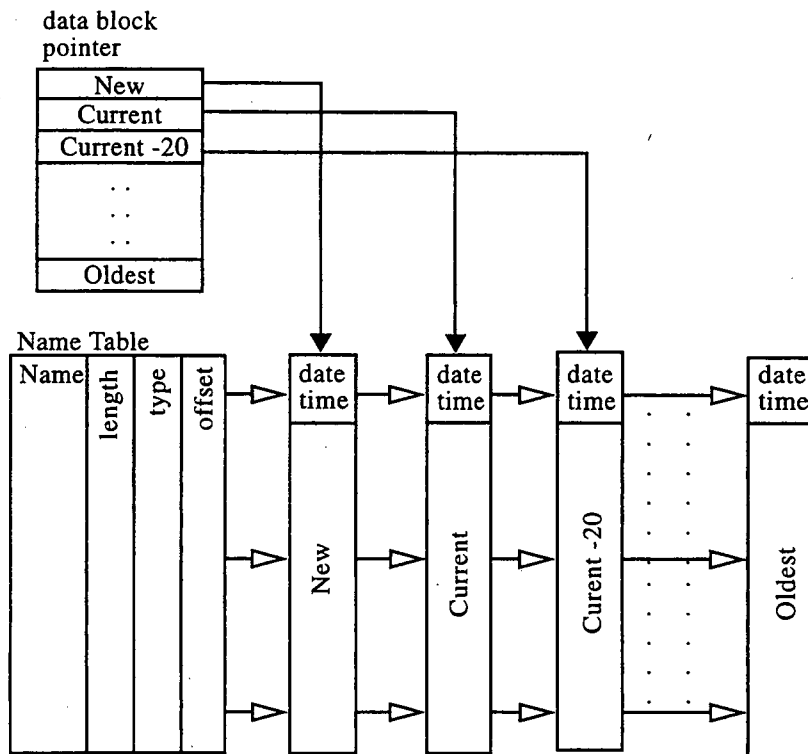 data block
pointer
New
Current
Current -20
. .
. .
. .
Oldest
Name Table
Name
length
type
offset
date
time
date
time
date
time
date
time
New
Current
Curent -20
Oldest